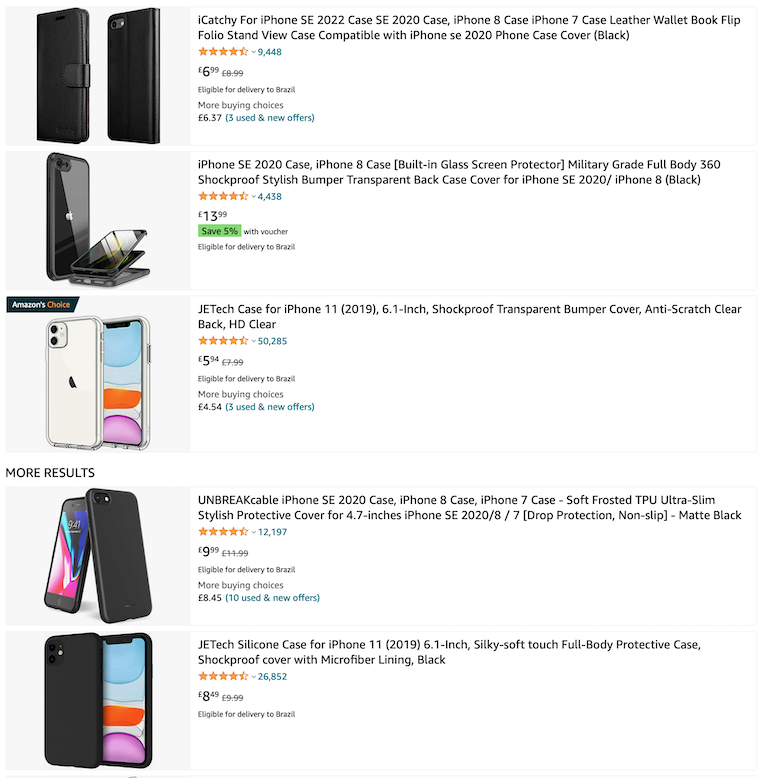 iCatchy For iPhone SE 2022 Case SE 2020 Case, iPhone 8 Case iPhone 7 Case Leather Wallet Book Flip
Folio Stand View Case Compatible with iPhone se 2020 Phone Case Cover (Black)
9,448
£6.99 £8.99
Eligible for delivery to Brazil
More buying choices
£6.37 (3 used & new offers)
iPhone SE 2020 Case, iPhone 8 Case [Built-in Glass Screen Protector] Military Grade Full Body 360
Shockproof Stylish Bumper Transparent Back Case Cover for iPhone SE 2020/ iPhone 8 (Black)
4,438
£13.99
Save 5% with voucher
Eligible for delivery to Brazil
Amazon's Choice
JETech Case for iPhone 11 (2019), 6.1-Inch, Shockproof Transparent Bumper Cover, Anti-Scratch Clear
Back, HD Clear
50,285
£5.94 £7.99
Eligible for delivery to Brazil
More buying choices
£4.54 (3 used & new offers)
MORE RESULTS
9:41
UNBREAKcable iPhone SE 2020 Case, iPhone 8 Case, iPhone 7 Case - Soft Frosted TPU Ultra-Slim
Stylish Protective Cover for 4.7-inches iPhone SE 2020/8 / 7 [Drop Protection, Non-slip] - Matte Black
12,197
£9.99 £11.99
Eligible for delivery to Brazil
More buying choices
£8.45 (10 used & new offers)
JETech Silicone Case for iPhone 11 (2019) 6.1-Inch, Silky-soft touch Full-Body Protective Case,
Shockproof cover with Microfiber Lining, Black
26,852
£8.49 £9.99
Eligible for delivery to Brazil